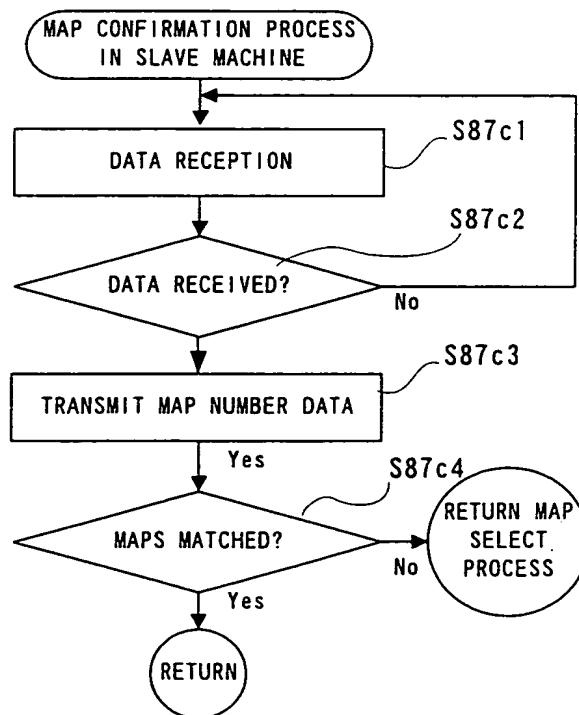 MAP CONFIRMATION PROCESS
IN SLAVE MACHINE
S87c1
DATA RECEPTION
S87c2
DATA RECEIVED?
No
S87c3
TRANSMIT MAP NUMBER DATA
Yes
S87c4
MAPS MATCHED?
No
RETURN MAP
SELECT
PROCESS
Yes
RETURN